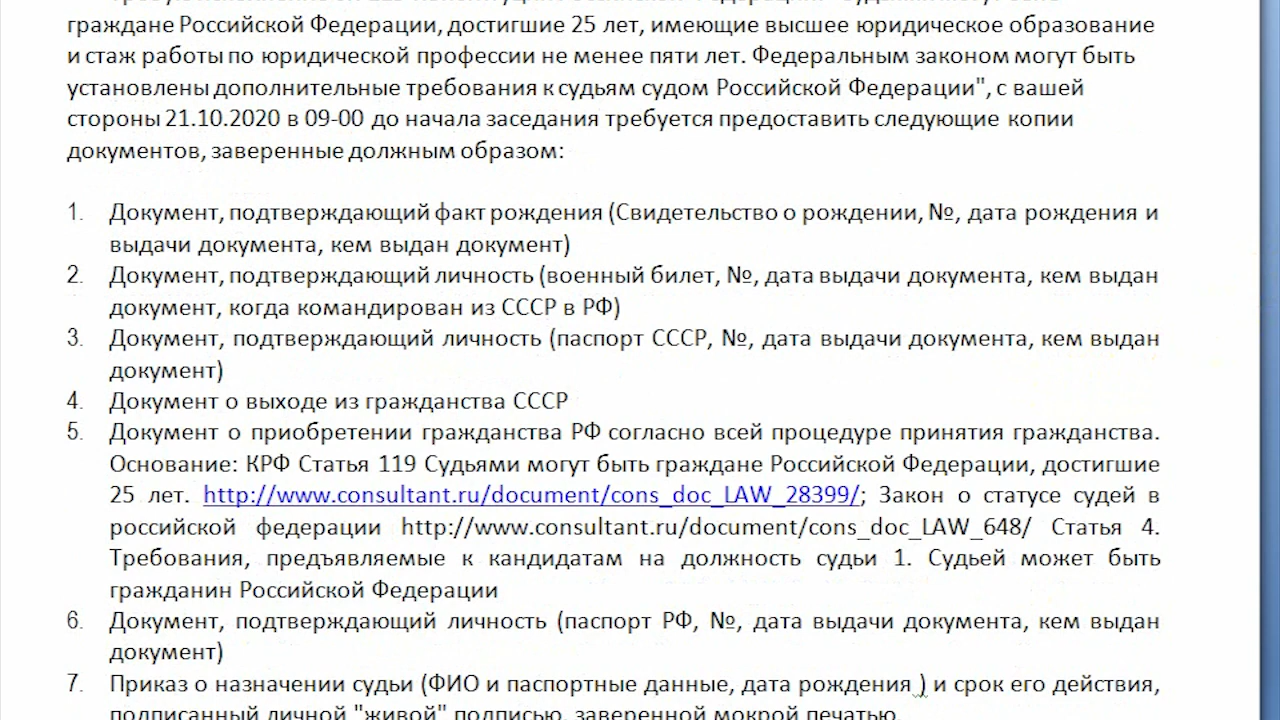 граждане Российской Федерации, достигшие 25 лет, имеющие высшее юридическое образование
и стаж работы по юридической профессии не менее пяти лет. Федеральным законом могут быть
установлены дополнительные требования к судьям судом Российской Федерации", с вашей
стороны 21.10.2020 в 09-00 до начала заседания требуется предоставить следующие копии
документов, заверенные должным образом:
1. Документ, подтверждающий факт рождения (Свидетельство о рождении, №, дата рождения и
выдачи документа, кем выдан документ)
2. Документ, подтверждающий личность (военный билет, №, дата выдачи документа, кем выдан
документ, когда командирован из СССР в РФ)
3. Документ, подтверждающий личность (паспорт СССР, №, дата выдачи документа, кем выдан
документ)
4. Документ о выходе из гражданства СССР
5. Документ о приобретении гражданства РФ согласно всей процедуре принятия гражданства.
Основание: КРФ Статья 119 Судьями могут быть граждане Российской Федерации, достигшие
25 лет. http://www.consultant.ru/document/cons_doc_LAW_28399/; Закон о статусе судей в
российской федерации http://www.consultant.ru/document/cons_doc_LAW_648/ Статья 4.
Требования, предъявляемые к кандидатам на должность судьи 1. Судьей может быть
гражданин Российской Федерации
6. Документ, подтверждающий личность (паспорт РФ, №, дата выдачи документа, кем выдан
документ)
7. Приказ о назначении судьи (ФИО и паспортные данные, дата рождения ) и срок его действия,
подписанный личной "живой" подписью, заверенной мокрой печатью.